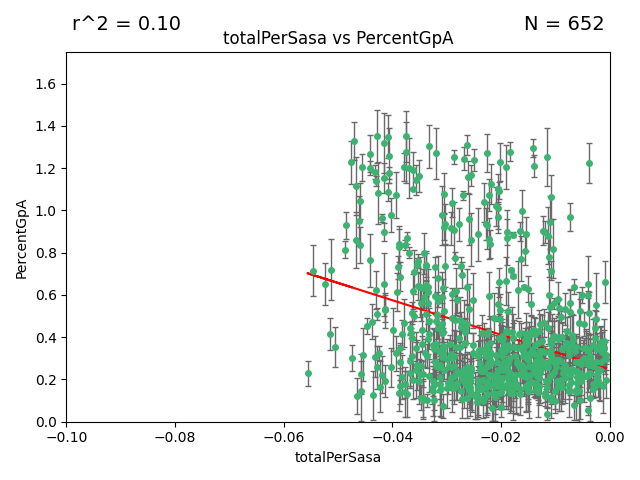 r^2 = 0.10
N = 652
totalPerSasa vs PercentGpA
PercentGpA
1.6
1.4
1.2
1.0
0.8
0.6
0.4
0.2
0.0
−0.10 −0.08 −0.06 −0.04 −0.02 0.00
totalPerSasa